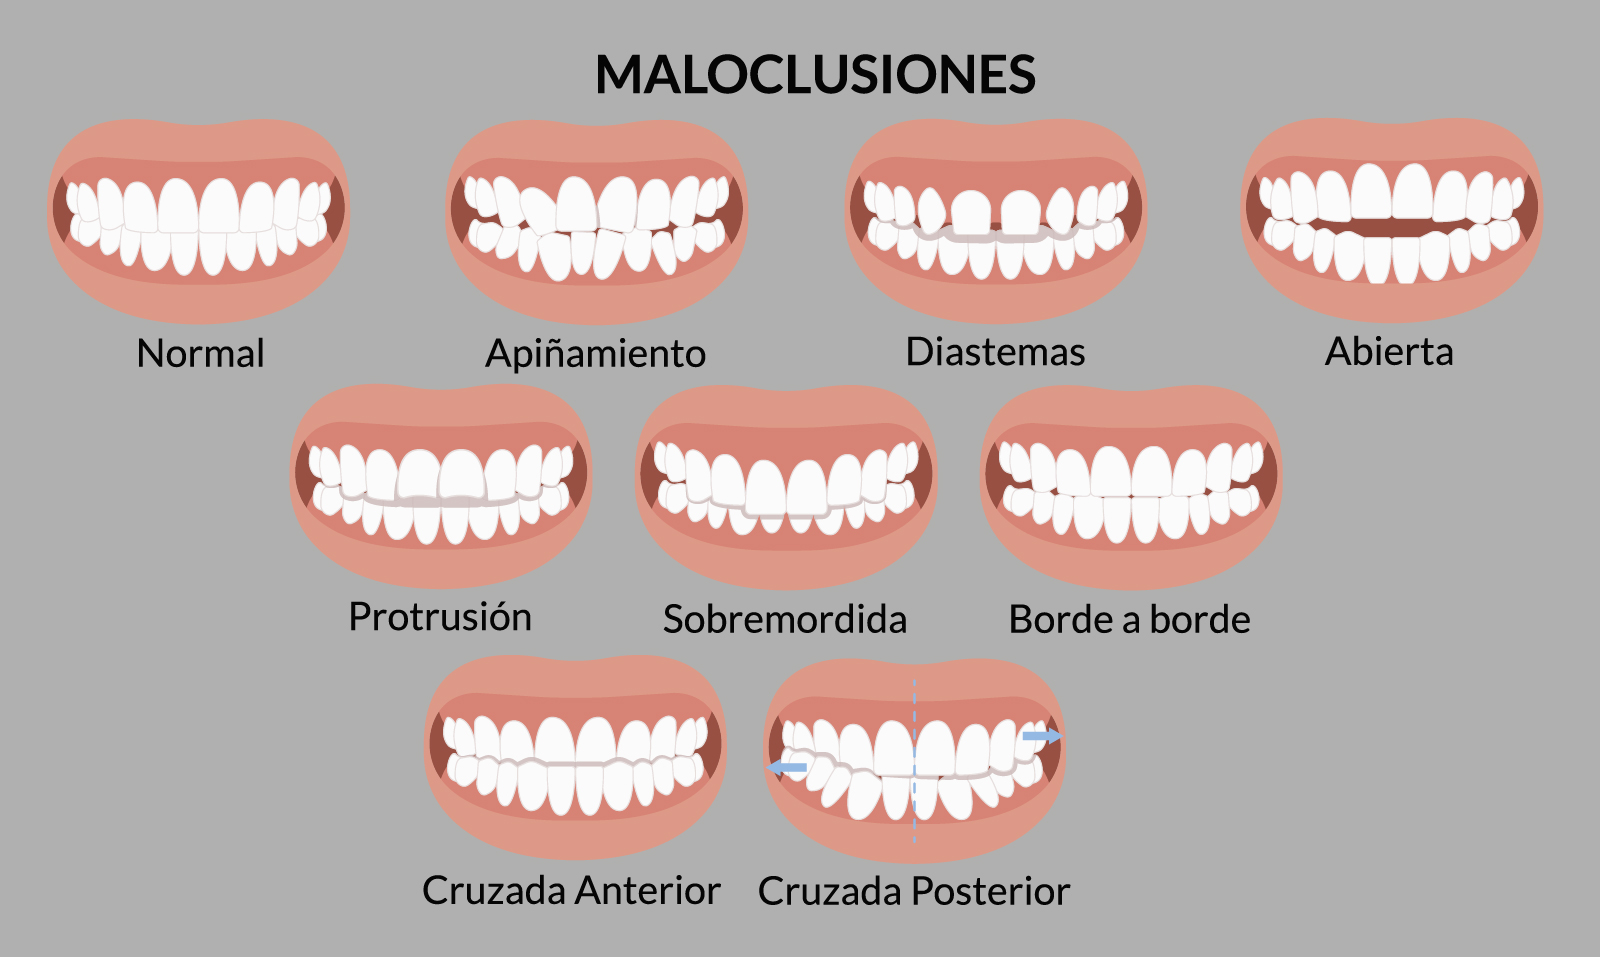 MALOCLUSIONES
Normal
Apiñamiento
Diastemas
Abierta
Protrusión
Sobremordida
Borde a borde
Cruzada Anterior
Cruzada Posterior